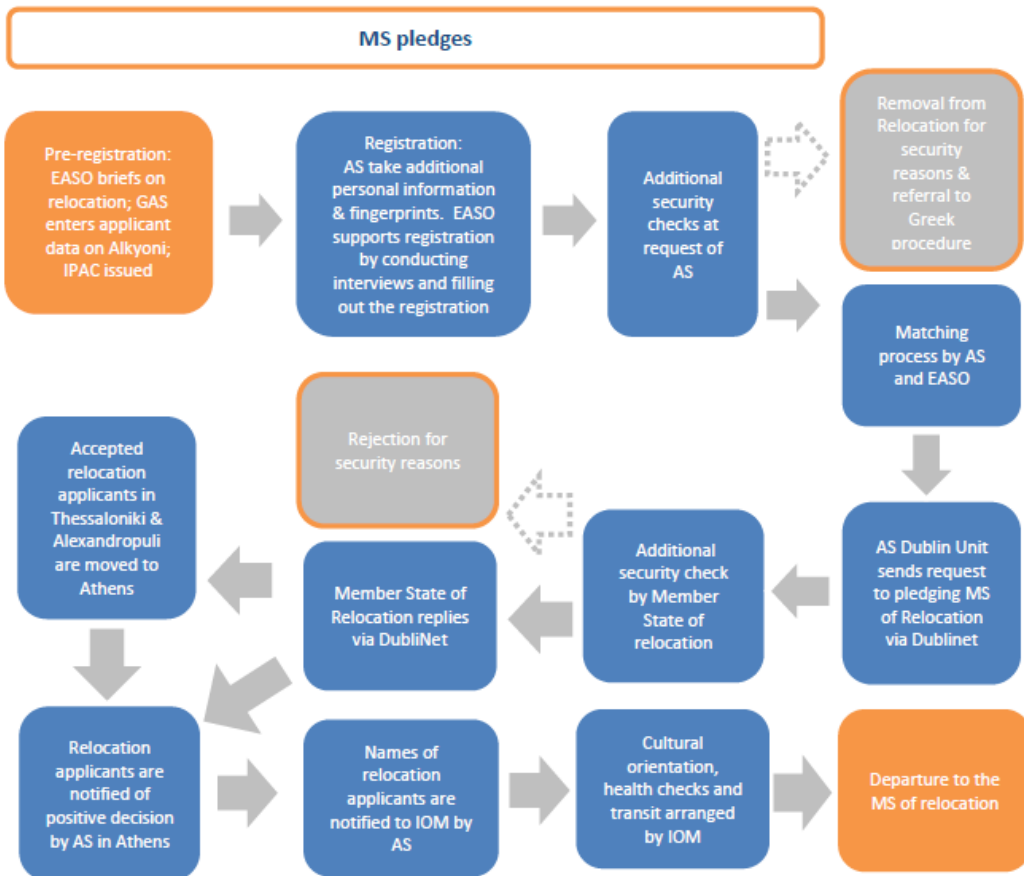 MS pledges
Pre-registration:
EASO briefs on
relocation; GAS
enters applicant
data on Alkyoni;
IPAC issued
Registration:
AS take additional
personal information
& fingerprints. EASO
supports registration
by conducting
interviews and filling
out the registration
Additional
security checks at
request of
AS
Removal from
Relocation for
security
reasons &
referral to
Greek
procedure
Matching
process by AS
and EASO
AS Dublin Unit
sends request
to pledging MS
of Relocation
via Dublinet
Additional
security check
by Member
State of
relocation
Rejection for
security reasons
Member State of
Relocation replies
via DubliNet
Accepted
relocation
applicants in
Thessaloniki &
Alexandropuli
are moved to
Athens
Relocation
applicants are
notified of
positive decision
by AS in Athens
Names of
relocation
applicants are
notified to IOM by
AS
Cultural
orientation,
health checks and
transit arranged
by IOM
Departure to the
MS of relocation